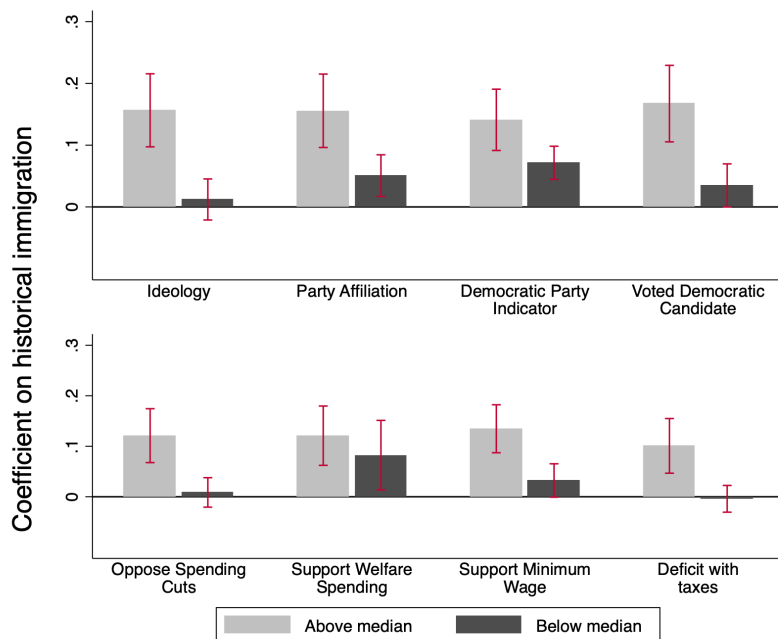 Coefficient on historical immigration
.3
.2
.1
0
Ideology
Party Affiliation
Democratic Party
Indicator
Voted Democratic
Candidate
.3
.2
.1
0
Oppose Spending
Cuts
Support Welfare
Spending
Support Minimum
Wage
Deficit with
taxes
Above median
Below median